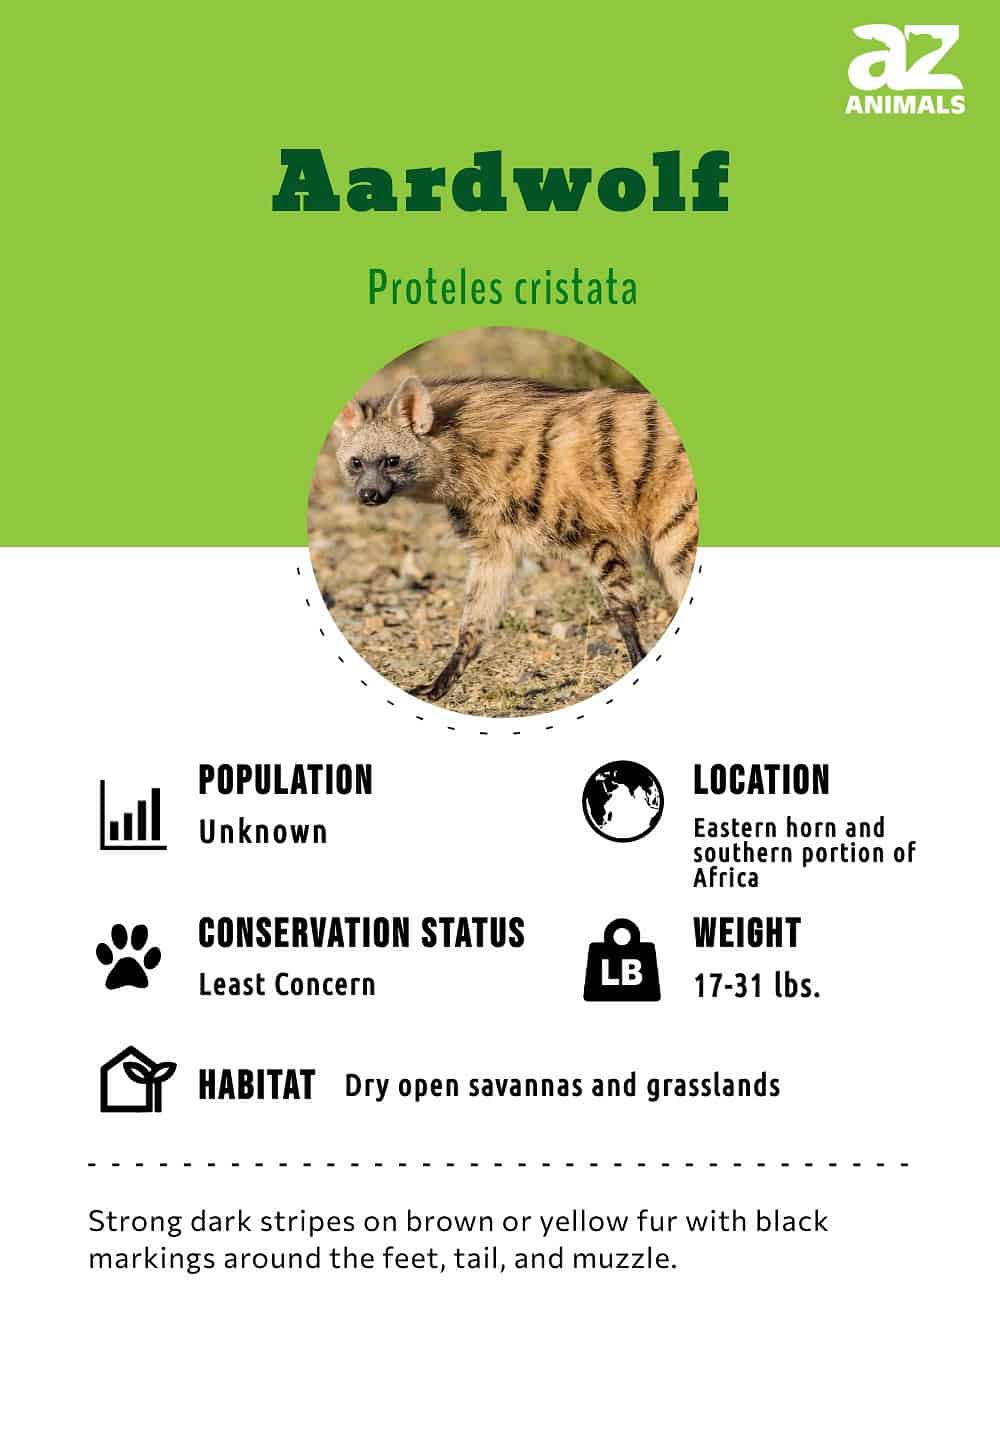 az
ANIMALS
Aardwolf
Proteles cristata
POPULATION
Unknown
LOCATION
Eastern horn and
southern portion of
Africa
CONSERVATION STATUS
Least Concern
LB
WEIGHT
17-31 lbs.
HABITAT Dry open savannas and grasslands
Strong dark stripes on brown or yellow fur with black
markings around the feet, tail, and muzzle.